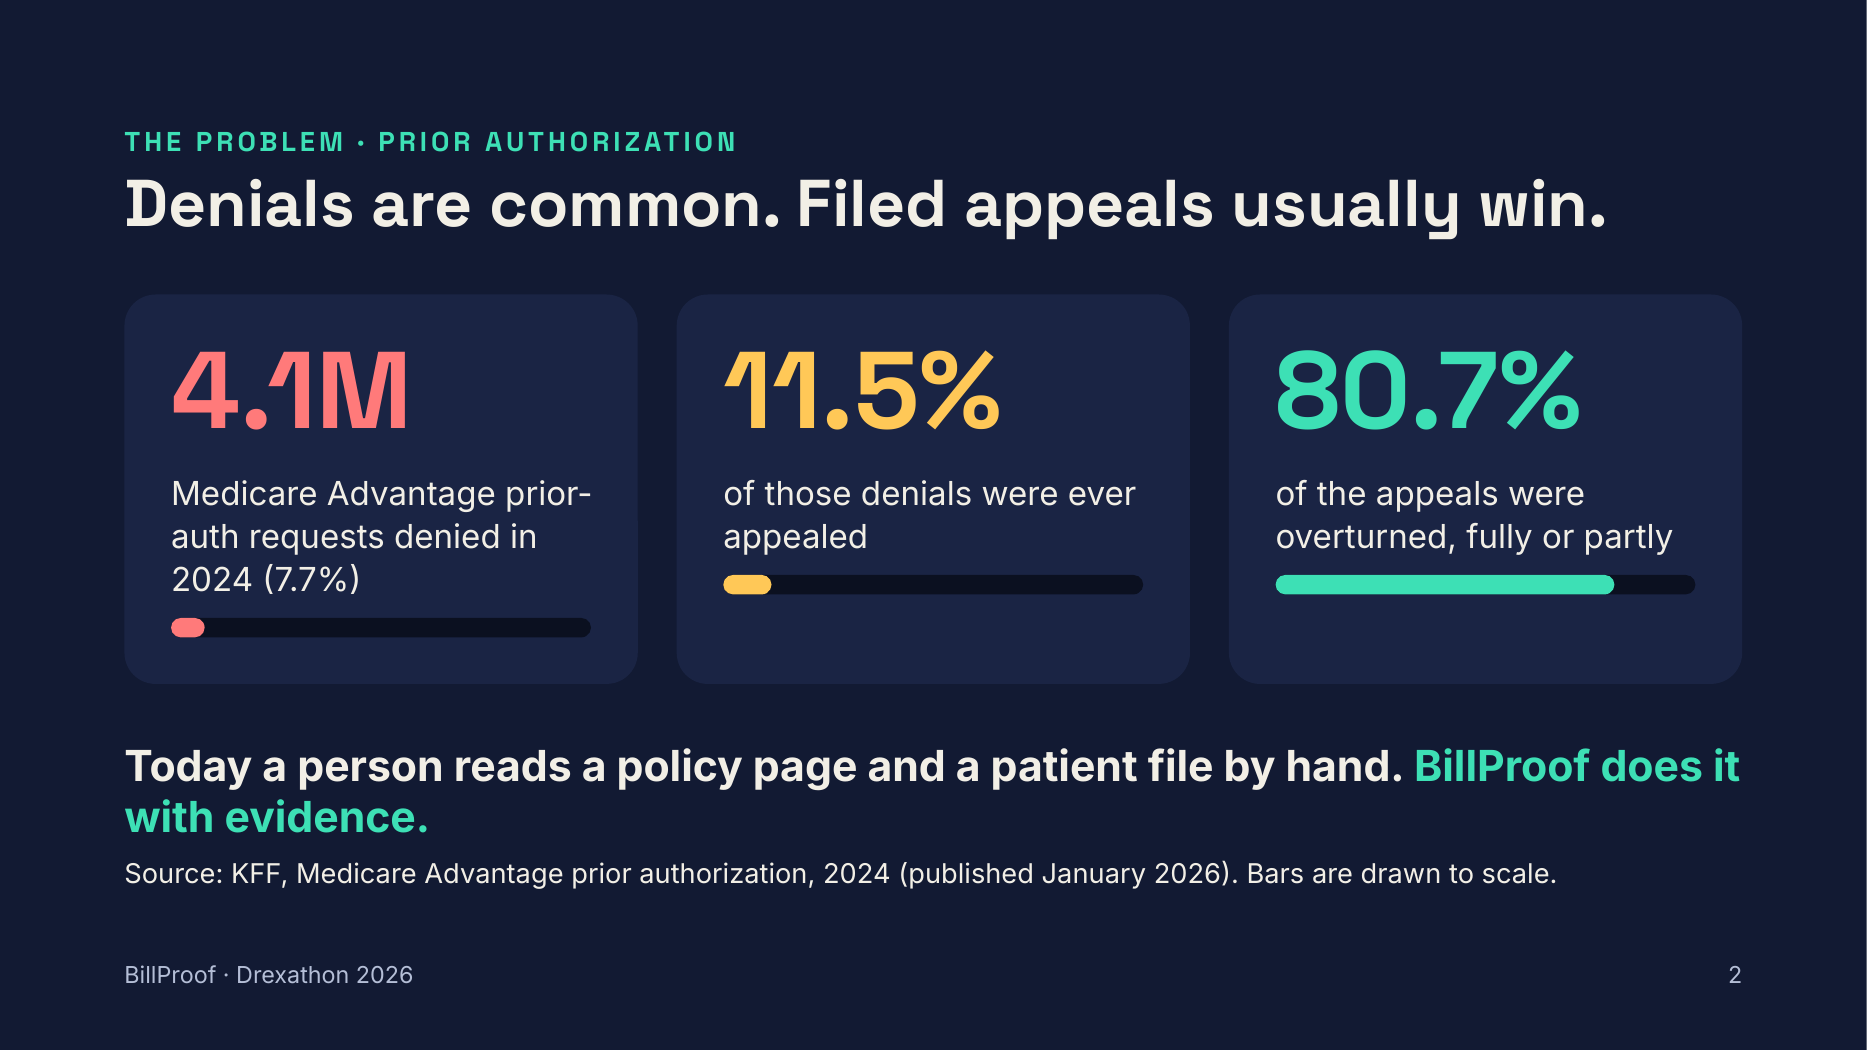 THE PROBLEM · PRIOR AUTHORIZATION
Denials are common. Filed appeals usually win.
4.1M
Medicare Advantage prior-
auth requests denied in
2024 (7.7%)
11.5%
of those denials were ever
appealed
80.7%
of the appeals were
overturned, fully or partly
Today a person reads a policy page and a patient file by hand. BillProof does it
with evidence.
Source: KFF, Medicare Advantage prior authorization, 2024 (published January 2026). Bars are drawn to scale.
BillProof · Drexathon 2026
2